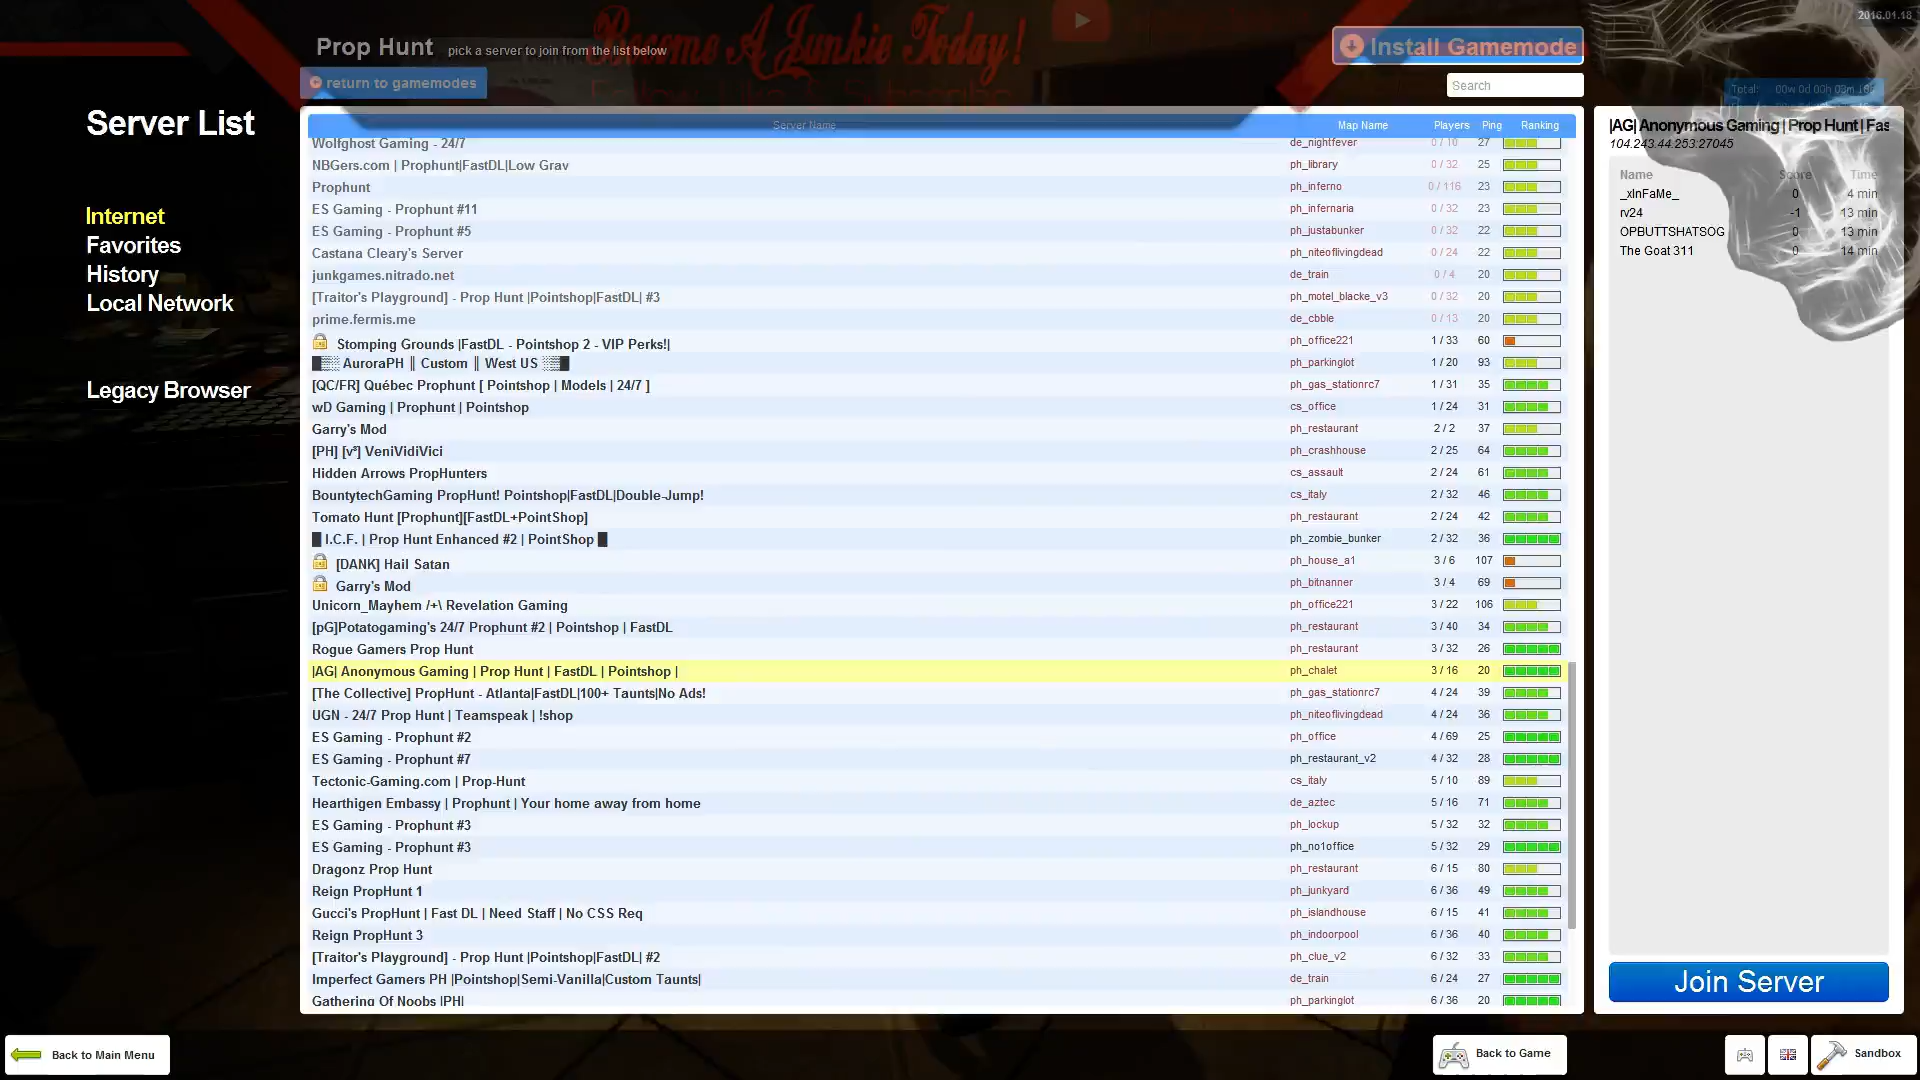 Become A Junkie Today!
2016.01.18
Prop Hunt pick a server to join from the list below
Install Gamemode
return to gamemodes
Search
Total: 00w 0d 00h
Server List
Internet
Favorites
History
Local Network
Legacy Browser
Server Name Map Name Players Ping Ranking
Wolfghost Gaming - 24/7 de_nightfever 0 / 10 27
NBGers.com | Prophunt|FastDL|Low Grav ph_library 0 / 32 25
Prophunt ph_inferno 0 / 116 23
ES Gaming - Prophunt #11 ph_infernaria 0 / 32 23
ES Gaming - Prophunt #5 ph_justabunker 0 / 32 22
Castana Cleary's Server ph_niteoflivingdead 0 / 24 22
junkgames.nitrado.net de_train 0 / 4 20
[Traitor's Playground] - Prop Hunt |Pointshop|FastDL| #3 ph_motel_blacke_v3 0 / 32 20
prime.fermis.me de_cbble 0 / 13 20
Stomping Grounds |FastDL - Pointshop 2 - VIP Perks!| ph_office221 1 / 33 60
█▓▒░ AuroraPH ║ Custom ║ West US ░▒▓█ ph_parkinglot 1 / 20 93
[QC/FR] Québec Prophunt [ Pointshop | Models | 24/7 ] ph_gas_stationrc7 1 / 31 35
wD Gaming | Prophunt | Pointshop cs_office 1 / 24 31
Garry's Mod ph_restaurant 2 / 2 37
[PH] [v³] VeniVidiVici ph_crashhouse 2 / 25 64
Hidden Arrows PropHunters cs_assault 2 / 24 61
BountytechGaming PropHunt! Pointshop|FastDL|Double-Jump! cs_italy 2 / 32 46
Tomato Hunt [Prophunt][FastDL+PointShop] ph_restaurant 2 / 24 42
█ I.C.F. | Prop Hunt Enhanced #2 | PointShop █ ph_zombie_bunker 2 / 32 36
[DANK] Hail Satan ph_house_a1 3 / 6 107
Garry's Mod ph_bitnanner 3 / 4 69
Unicorn_Mayhem /+\ Revelation Gaming ph_office221 3 / 22 106
[pG]Potatogaming's 24/7 Prophunt #2 | Pointshop | FastDL ph_restaurant 3 / 40 34
Rogue Gamers Prop Hunt ph_restaurant 3 / 32 26
|AG| Anonymous Gaming | Prop Hunt | FastDL | Pointshop | ph_chalet 3 / 16 20
[The Collective] PropHunt - Atlanta|FastDL|100+ Taunts|No Ads! ph_gas_stationrc7 4 / 24 39
UGN - 24/7 Prop Hunt | Teamspeak | !shop ph_niteoflivingdead 4 / 24 36
ES Gaming - Prophunt #2 ph_office 4 / 69 25
ES Gaming - Prophunt #7 ph_restaurant_v2 4 / 32 28
Tectonic-Gaming.com | Prop-Hunt cs_italy 5 / 10 89
Hearthigen Embassy | Prophunt | Your home away from home de_aztec 5 / 16 71
ES Gaming - Prophunt #3 ph_lockup 5 / 32 32
ES Gaming - Prophunt #3 ph_no1office 5 / 32 29
Dragonz Prop Hunt ph_restaurant 6 / 15 80
Reign PropHunt 1 ph_junkyard 6 / 36 49
Gucci's PropHunt | Fast DL | Need Staff | No CSS Req ph_islandhouse 6 / 15 41
Reign PropHunt 3 ph_indoorpool 6 / 36 40
[Traitor's Playground] - Prop Hunt |Pointshop|FastDL| #2 ph_clue_v2 6 / 32 33
Imperfect Gamers PH |Pointshop|Semi-Vanilla|Custom Taunts| de_train 6 / 24 27
Gathering Of Noobs |PH| ph_parkinglot 6 / 36 20
|AG| Anonymous Gaming | Prop Hunt | Fas
104.243.44.253:27045
Name Score Time
_xInFaMe_ 0 4 min
rv24 -1 13 min
OPBUTTSHATSOG 0 13 min
The Goat 311 0 14 min
Join Server
Back to Main Menu
Back to Game
Sandbox